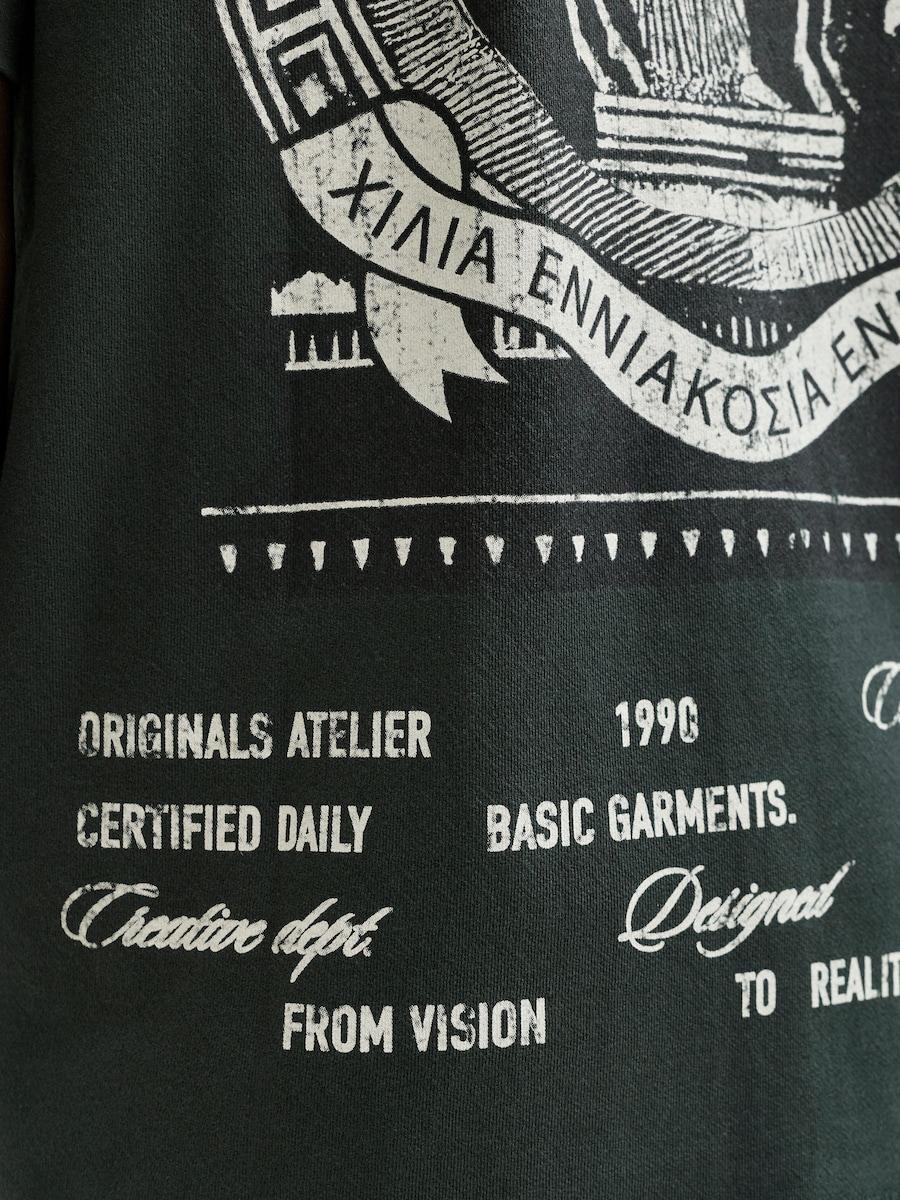 ΧΙΛΙΑ ΕΝΝΙΑΚΟΣΙΑ
ORIGINALS ATELIER 1990
CERTIFIED DAILY BASIC GARMENTS.
Creative dept. Designed
FROM VISION TO